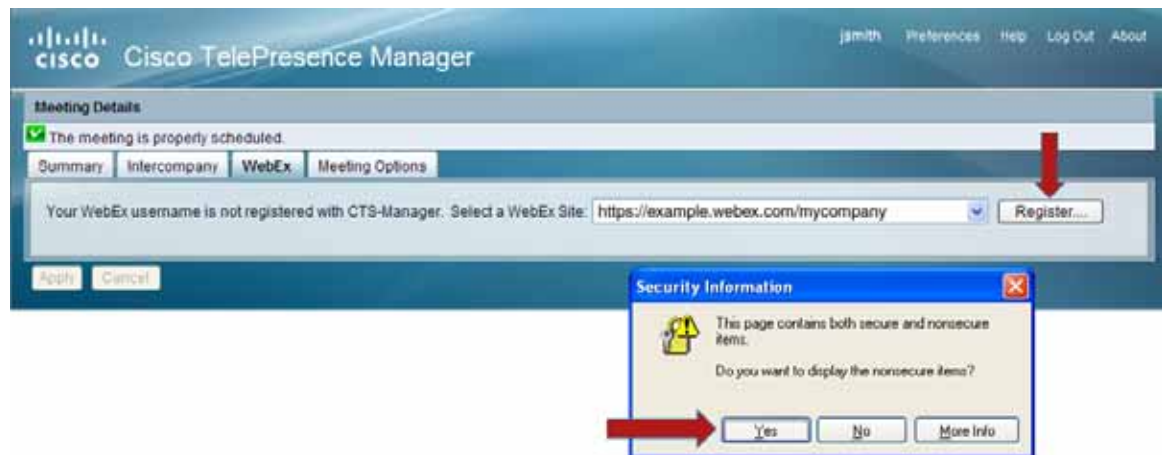 CISCO Cisco TelePresence Manager
jsmith Preferences Help Log Out About
Meeting Details
The meeting is properly scheduled.
Summary Intercompany WebEx Meeting Options
Your WebEx username is not registered with CTS-Manager. Select a WebEx Site: https://example.webex.com/mycompany Register....
Apply Cancel
Security Information
This page contains both secure and nonsecure
items.
Do you want to display the nonsecure items?
Yes No More Info